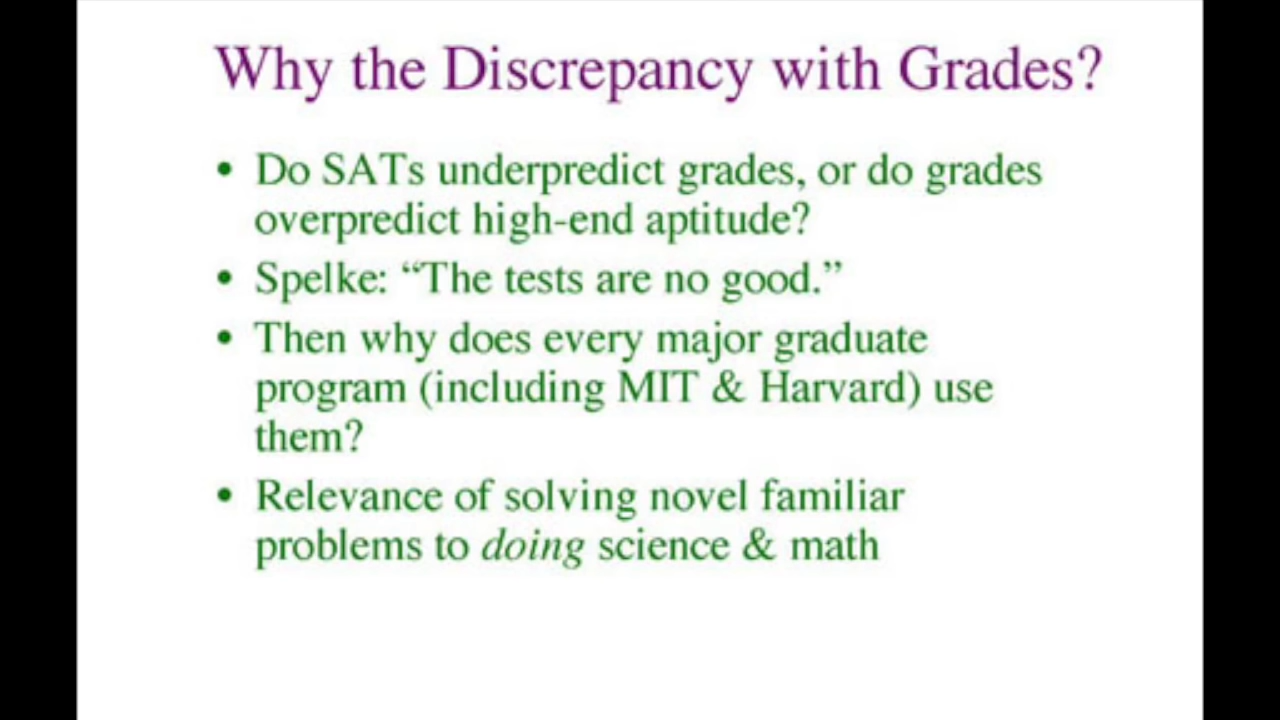 Why the Discrepancy with Grades?
• Do SATs underpredict grades, or do grades
overpredict high-end aptitude?
• Spelke: “The tests are no good.”
• Then why does every major graduate
program (including MIT & Harvard) use
them?
• Relevance of solving novel familiar
problems to doing science & math